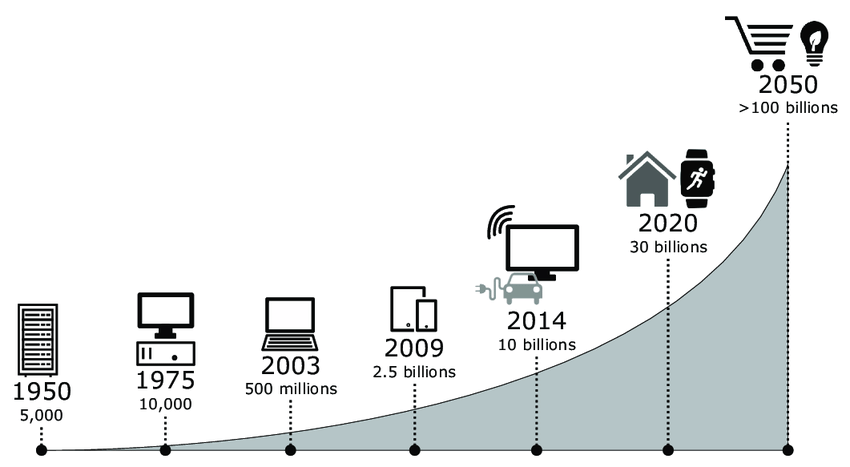 1950
5,000
1975
10,000
2003
500 millions
2009
2.5 billions
2014
10 billions
2020
30 billions
2050
>100 billions